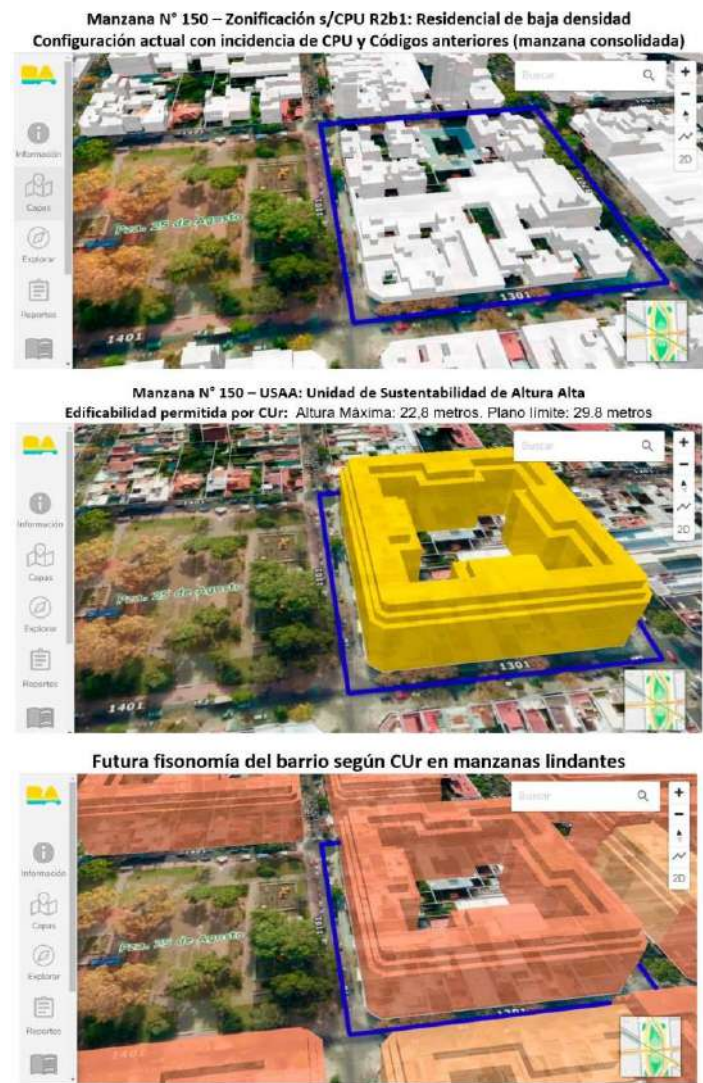 Manzana N° 150 – Zonificación s/CPU R2b1: Residencial de baja densidad
Configuración actual con incidencia de CPU y Códigos anteriores (manzana consolidada)
BA
Buscar
+
−
2D
Información
Capas
Explorar
Reportes
Pza. 25 de Agosto
1401
1301
Manzana N° 150 – USAA: Unidad de Sustentabilidad de Altura Alta
Edificabilidad permitida por CUr: Altura Máxima: 22,8 metros. Plano límite: 29.8 metros
BA
Buscar
+
−
2D
Información
Capas
Explorar
Reportes
Pza. 25 de Agosto
1401
1301
Futura fisonomía del barrio según CUr en manzanas lindantes
BA
Buscar
+
−
2D
Información
Capas
Explorar
Reportes
Pza. 25 de Agosto
1401
1301